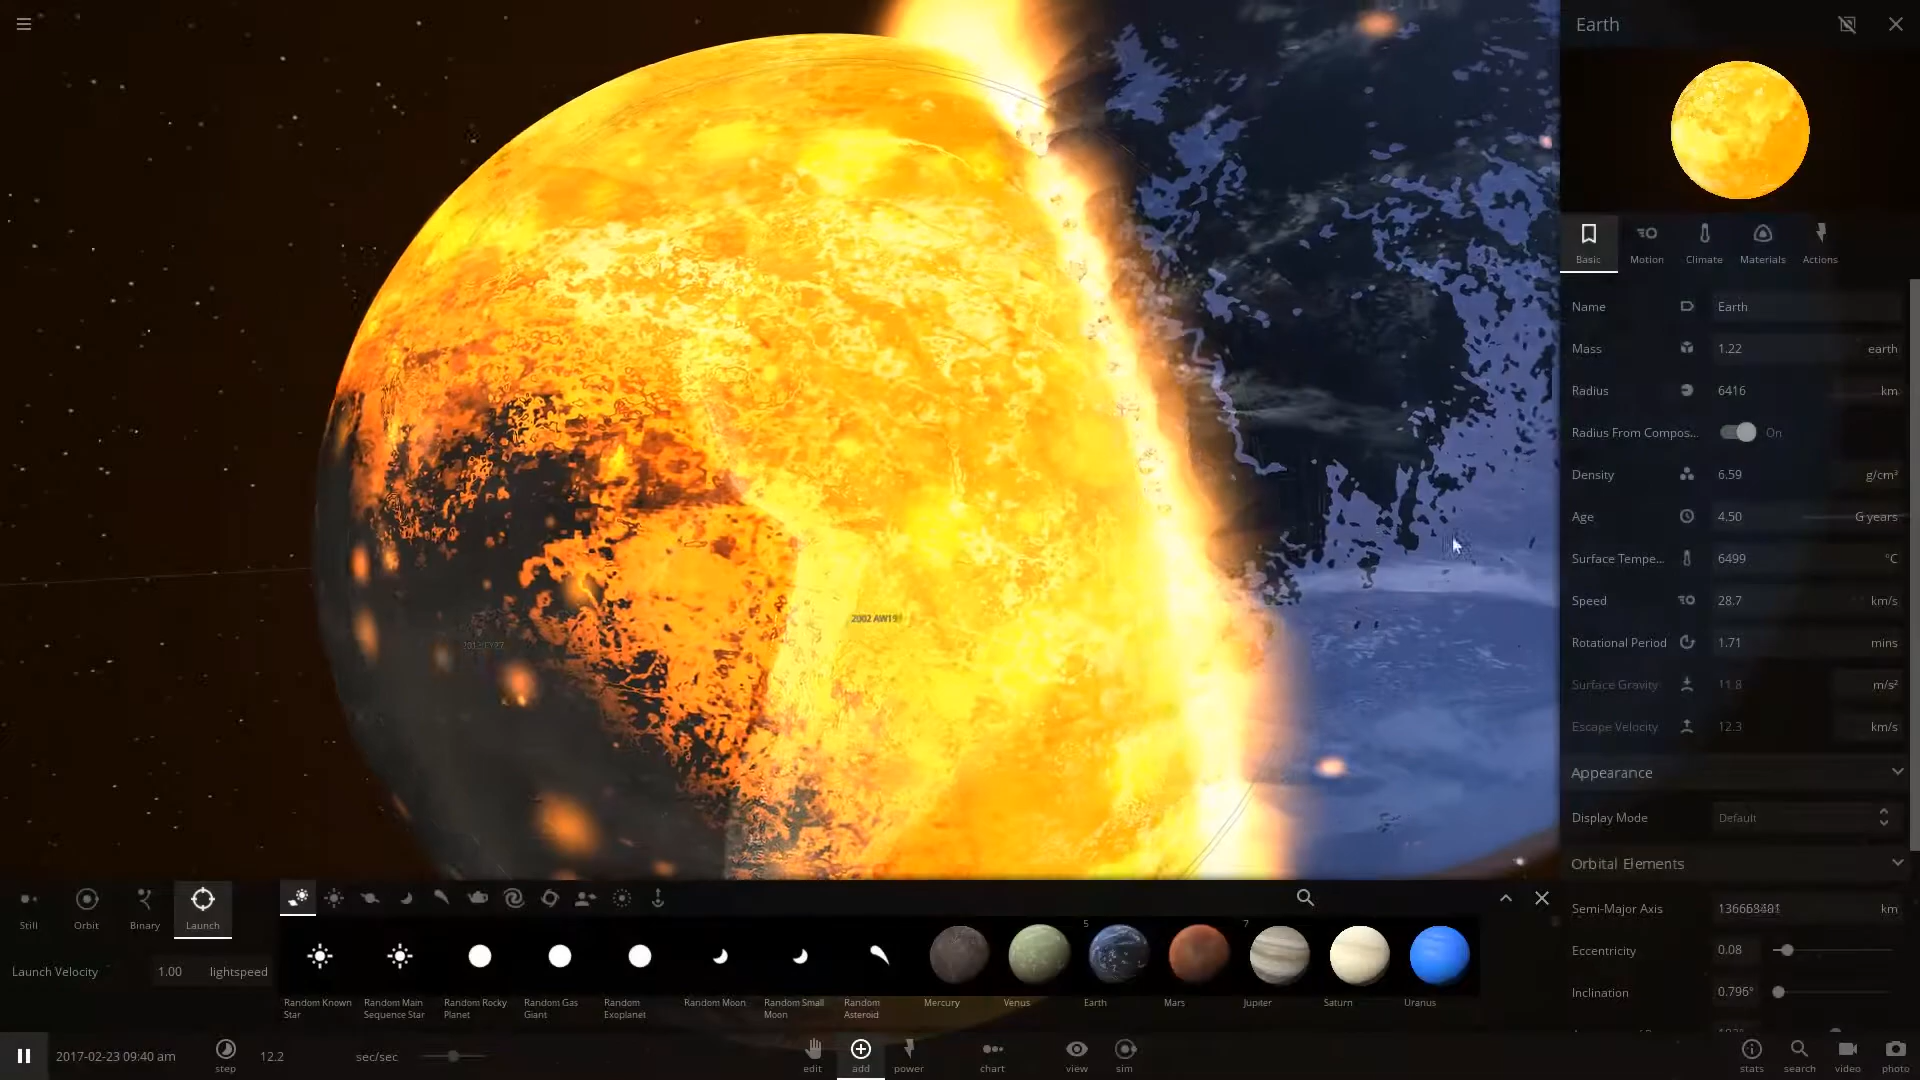 Earth
Basic
Motion
Climate
Materials
Actions
Name Earth
Mass 1.22 earth
Radius 6416 km
Radius From Compos... On
Density 6.59 g/cm³
Age 4.50 G years
Surface Tempe... 6499 °C
Speed 28.7 km/s
Rotational Period 1.71 mins
Surface Gravity 11.8 m/s²
Escape Velocity 12.3 km/s
Appearance
Display Mode Default
Orbital Elements
Semi-Major Axis km
Eccentricity 0.08
Inclination 0.796°
2002 AW19
Still
Orbit
Binary
Launch
Launch Velocity 1.00 lightspeed
5
7
Random Known
Star
Random Main
Sequence Star
Random Rocky
Planet
Random Gas
Giant
Random
Exoplanet
Random Moon
Random Small
Moon
Random
Asteroid
Mercury
Venus
Earth
Mars
Jupiter
Saturn
Uranus
2017-02-23 09:40 am
step
12.2 sec/sec
edit
add
power
chart
view
sim
stats
search
video
photo